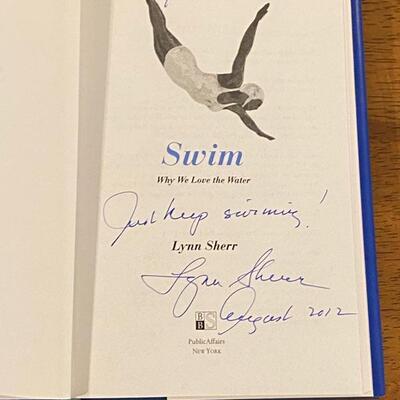 Swim
Why We Love the Water
Just keep swimming!
Lynn Sherr
Lynn Sherr
August 2012
B
B S
PublicAffairs
New York